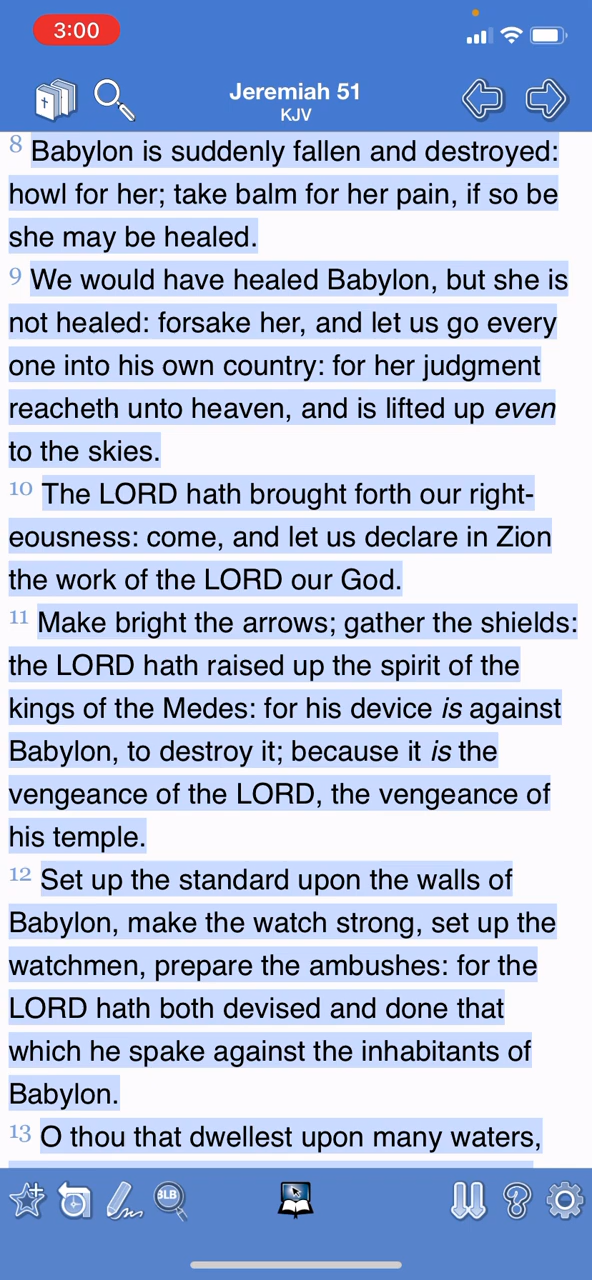 3:00
Jeremiah 51
KJV
8 Babylon is suddenly fallen and destroyed:
howl for her; take balm for her pain, if so be
she may be healed.
9 We would have healed Babylon, but she is
not healed: forsake her, and let us go every
one into his own country: for her judgment
reacheth unto heaven, and is lifted up even
to the skies.
10 The LORD hath brought forth our right-
eousness: come, and let us declare in Zion
the work of the LORD our God.
11 Make bright the arrows; gather the shields:
the LORD hath raised up the spirit of the
kings of the Medes: for his device is against
Babylon, to destroy it; because it is the
vengeance of the LORD, the vengeance of
his temple.
12 Set up the standard upon the walls of
Babylon, make the watch strong, set up the
watchmen, prepare the ambushes: for the
LORD hath both devised and done that
which he spake against the inhabitants of
Babylon.
13 O thou that dwellest upon many waters,
BLB